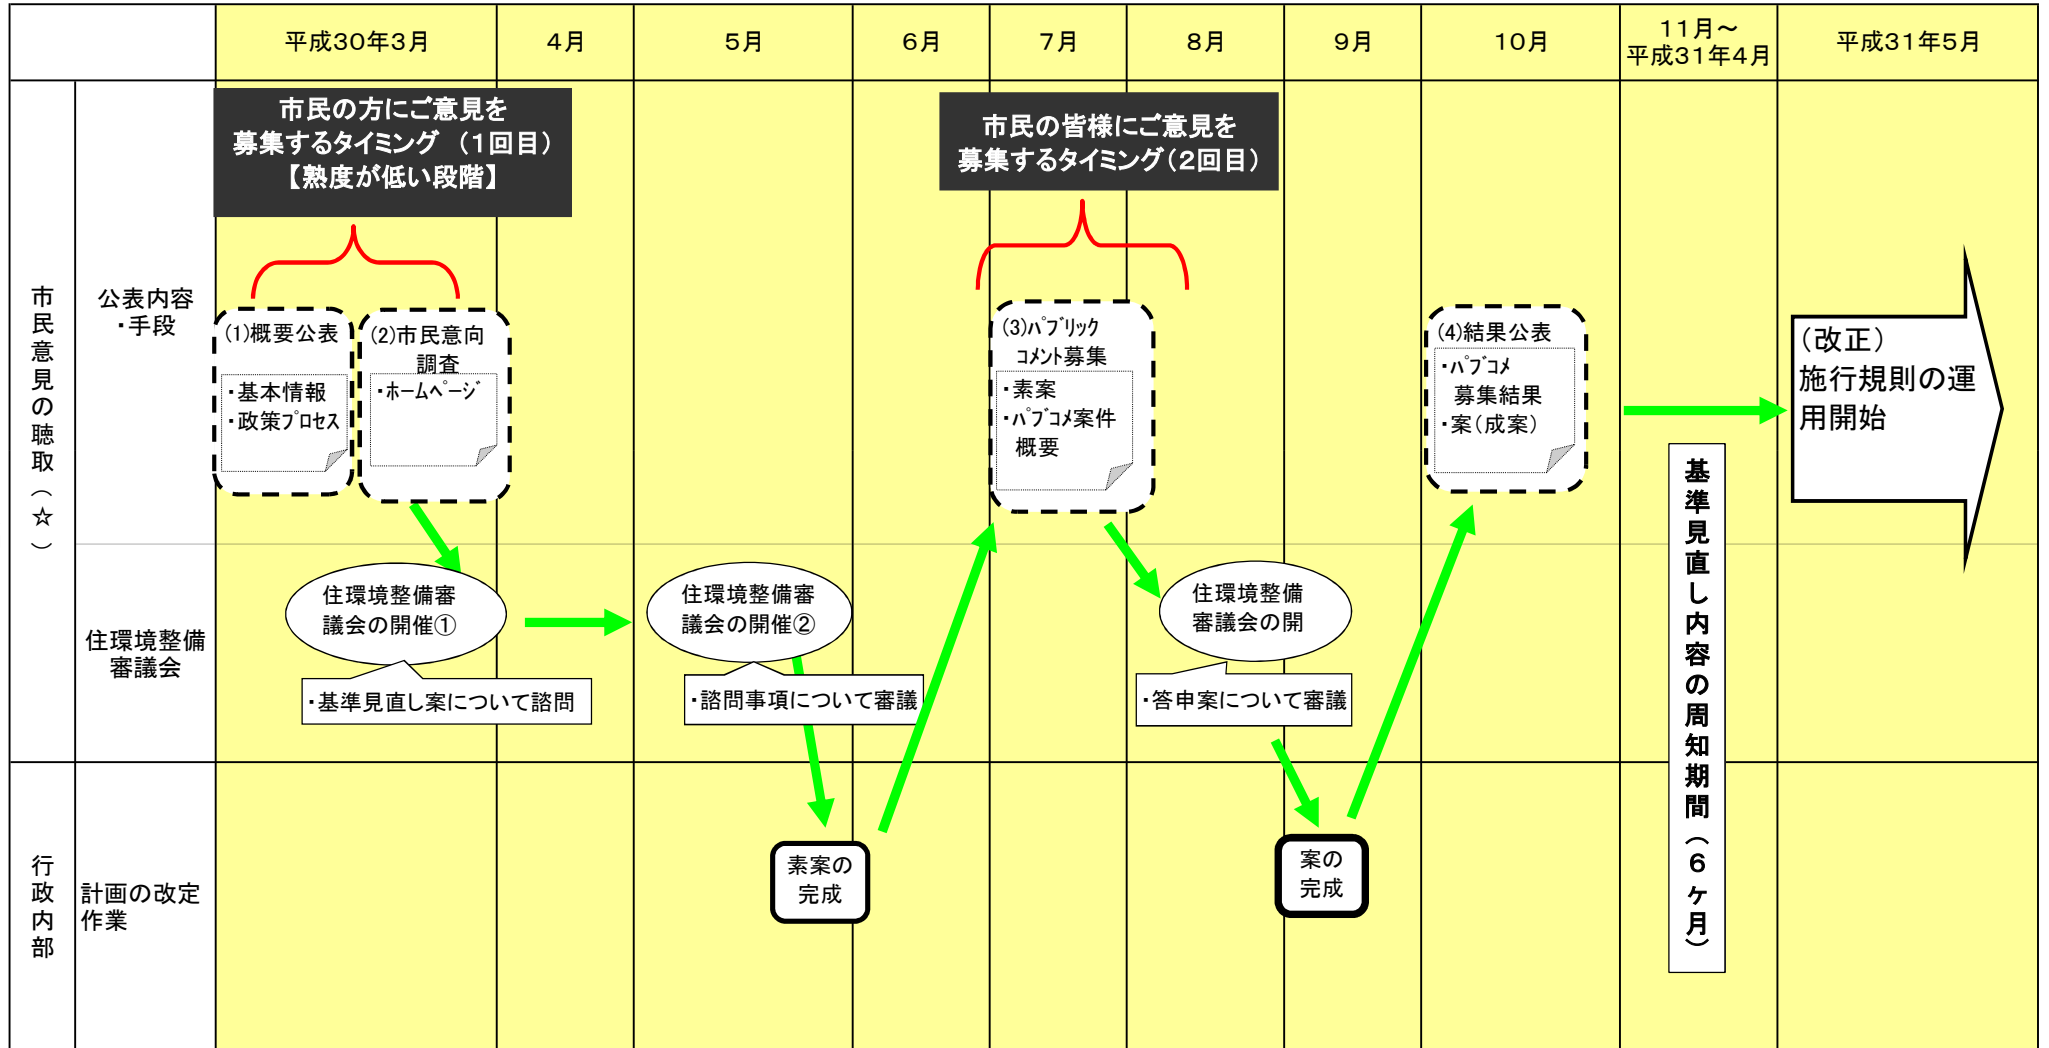 平成30年3月
4月
5月
6月
7月
8月
9月
10月
11月～
平成31年4月
平成31年5月
市民意見の聴取（☆）
公表内容
・手段
市民の方にご意見を
募集するタイミング （1回目）
【熟度が低い段階】
市民の皆様にご意見を
募集するタイミング（2回目）
(1)概要公表
・基本情報
・政策ﾌﾟﾛｾｽ
(2)市民意向
調査
・ﾎｰﾑﾍﾟｰｼﾞ
(3)ﾊﾟﾌﾞﾘｯｸ
ｺﾒﾝﾄ募集
・素案
・ﾊﾟﾌﾞｺﾒ案件
概要
(4)結果公表
・ﾊﾟﾌﾞｺﾒ
募集結果
・案（成案）
（改正）
施行規則の運
用開始
基準見直し内容の周知期間（6ヶ月）
住環境整備
審議会
住環境整備審
議会の開催①
・基準見直し案について諮問
住環境整備審
議会の開催②
・諮問事項について審議
住環境整備
審議会の開
・答申案について審議
行政内部
計画の改定
作業
素案の
完成
案の
完成